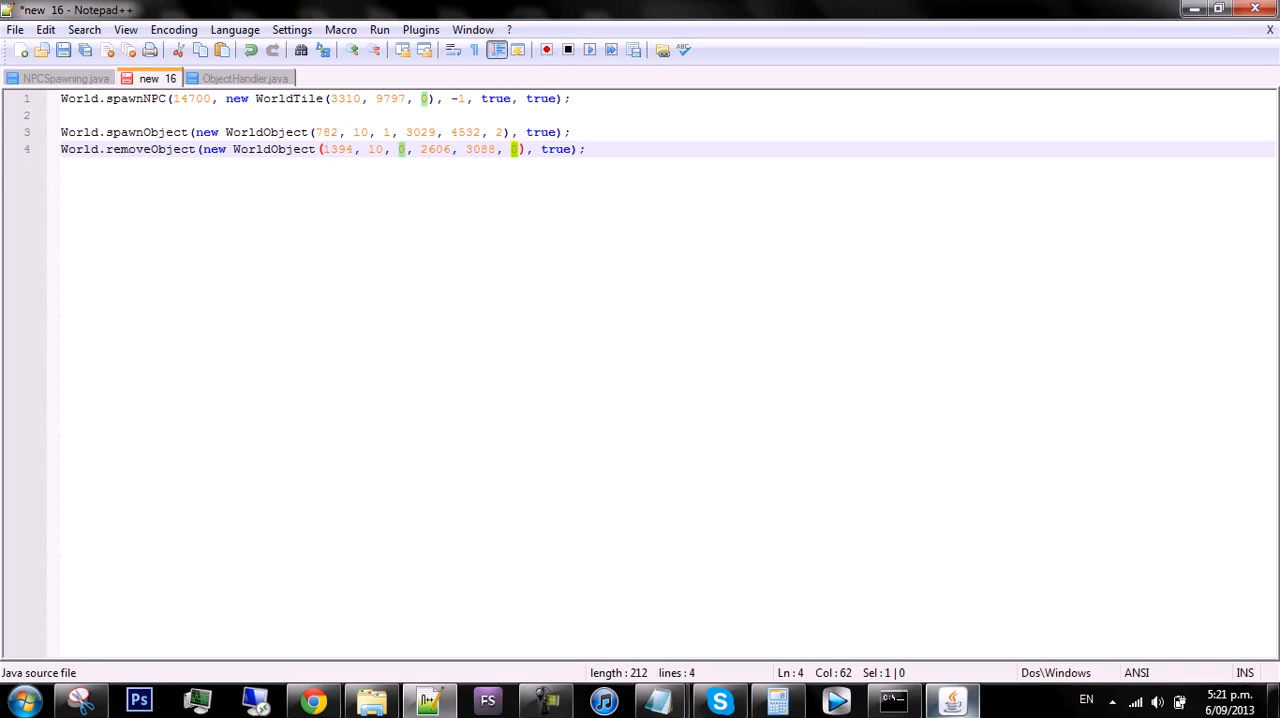 *new 16 - Notepad++
File Edit Search View Encoding Language Settings Macro Run Plugins Window ? X
NPCSpawning.java new 16 ObjectHandler.java
1 World.spawnNPC(14700, new WorldTile(3310, 9797, 0), -1, true, true);
2
3 World.spawnObject(new WorldObject(782, 10, 1, 3029, 4532, 2), true);
4 World.removeObject(new WorldObject(1394, 10, 0, 2606, 3088, 0), true);
Java source file length : 212 lines : 4 Ln : 4 Col : 62 Sel : 1 | 0 Dos\Windows ANSI INS
Ps FS EN 5:21 p.m.
6/09/2013